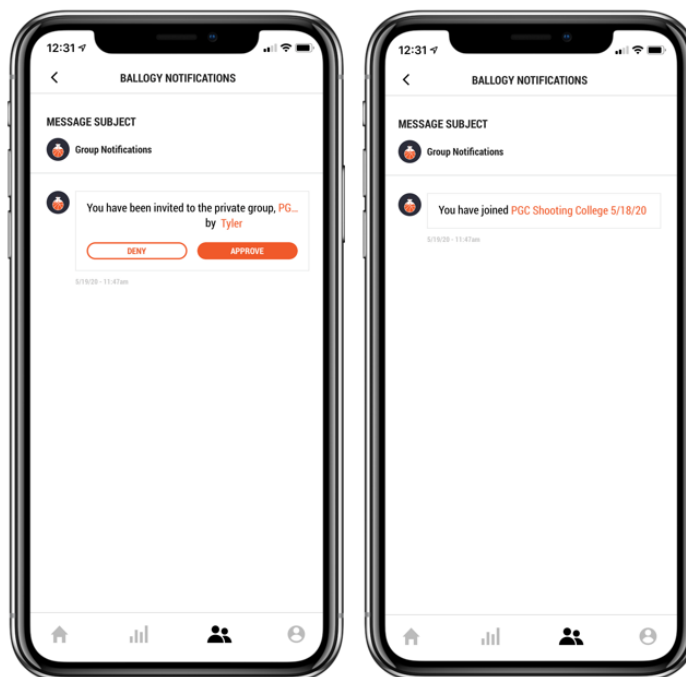 12:31
BALLOGY NOTIFICATIONS
MESSAGE SUBJECT
Group Notifications
You have been invited to the private group, PG...
by Tyler
DENY
APPROVE
5/19/20 - 11:47am
12:31
BALLOGY NOTIFICATIONS
MESSAGE SUBJECT
Group Notifications
You have joined PGC Shooting College 5/18/20
5/19/20 - 11:47am